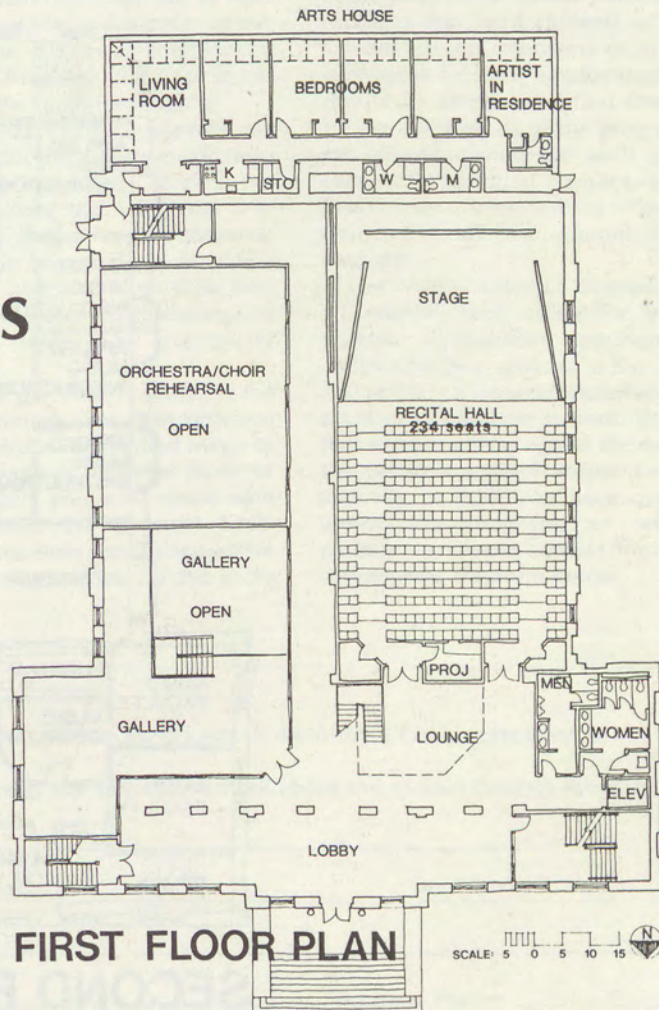 ARTS HOUSE
LIVING
ROOM
BEDROOMS
ARTIST
IN
RESIDENCE
K
STO
W
M
S
STAGE
ORCHESTRA/CHOIR
REHEARSAL
OPEN
RECITAL HALL
234 seats
GALLERY
OPEN
PROJ
MEN
GALLERY
LOUNGE
WOMEN
ELEV
LOBBY
FIRST FLOOR PLAN
SCALE: 5 0 5 10 15
N